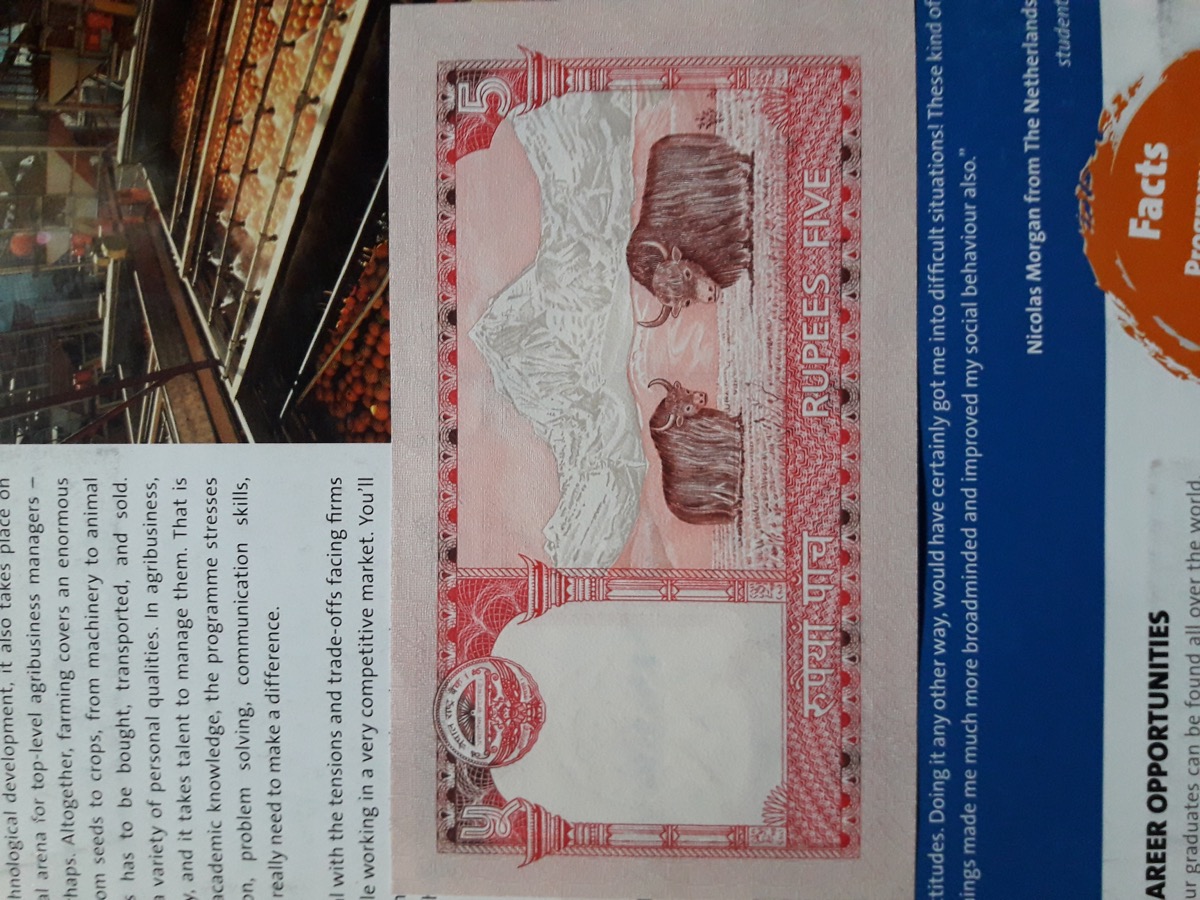 hnological development, it also takes place on
al arena for top-level agribusiness managers –
haps. Altogether, farming covers an enormous
om seeds to crops, from machinery to animal
s has to be bought, transported, and sold.
a variety of personal qualities. In agribusiness,
y, and it takes talent to manage them. That is
academic knowledge, the programme stresses
on, problem solving, communication skills,
really need to make a difference.
al with the tensions and trade-offs facing firms
le working in a very competitive market. You'll
५
नेपाल राष्ट्र बैंक
5
रुपैयाँ पाँच
RUPEES FIVE
titudes. Doing it any other way, would have certainly got me into difficult situations! These kind of
ings made me much more broadminded and improved my social behaviour also."
Nicolas Morgan from The Netherlands
student
Facts
AREER OPPORTUNITIES
ur graduates can be found all over the world.